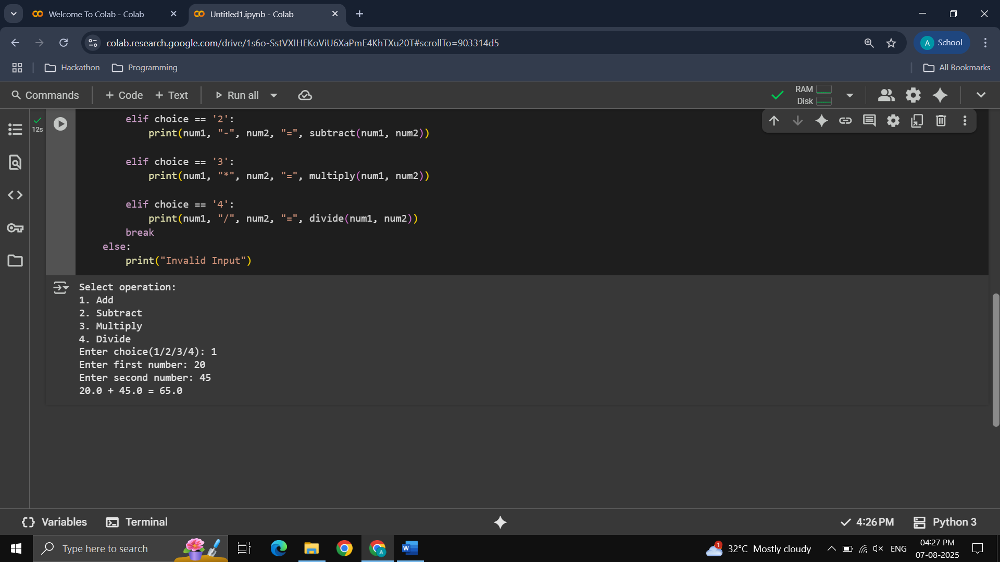 Welcome To Colab - Colab
Untitled1.ipynb - Colab
colab.research.google.com/drive/1s6o-SstVXIHEKoViU6XaPmE4KhTXu20T#scrollTo=903314d5
A School
Hackathon
Programming
All Bookmarks
Commands
+ Code
+ Text
Run all
RAM
Disk
12s
elif choice == '2':
print(num1, "-", num2, "=", subtract(num1, num2))
elif choice == '3':
print(num1, "*", num2, "=", multiply(num1, num2))
elif choice == '4':
print(num1, "/", num2, "=", divide(num1, num2))
break
else:
print("Invalid Input")
Select operation:
1. Add
2. Subtract
3. Multiply
4. Divide
Enter choice(1/2/3/4): 1
Enter first number: 20
Enter second number: 45
20.0 + 45.0 = 65.0
Variables
Terminal
4:26 PM
Python 3
Type here to search
A
W
1
32°C Mostly cloudy
ENG
04:27 PM
07-08-2025